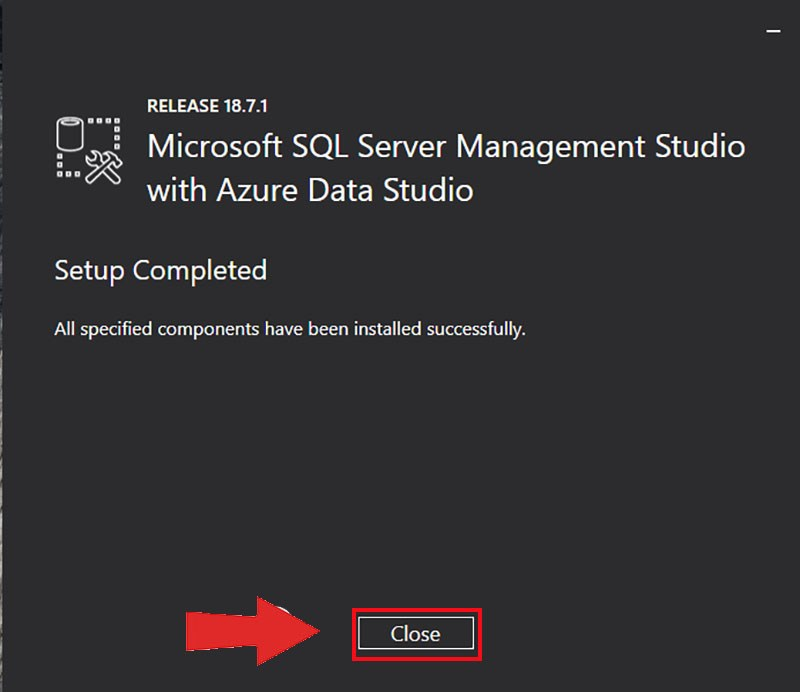 RELEASE 18.7.1
Microsoft SQL Server Management Studio
with Azure Data Studio
Setup Completed
All specified components have been installed successfully.
Close